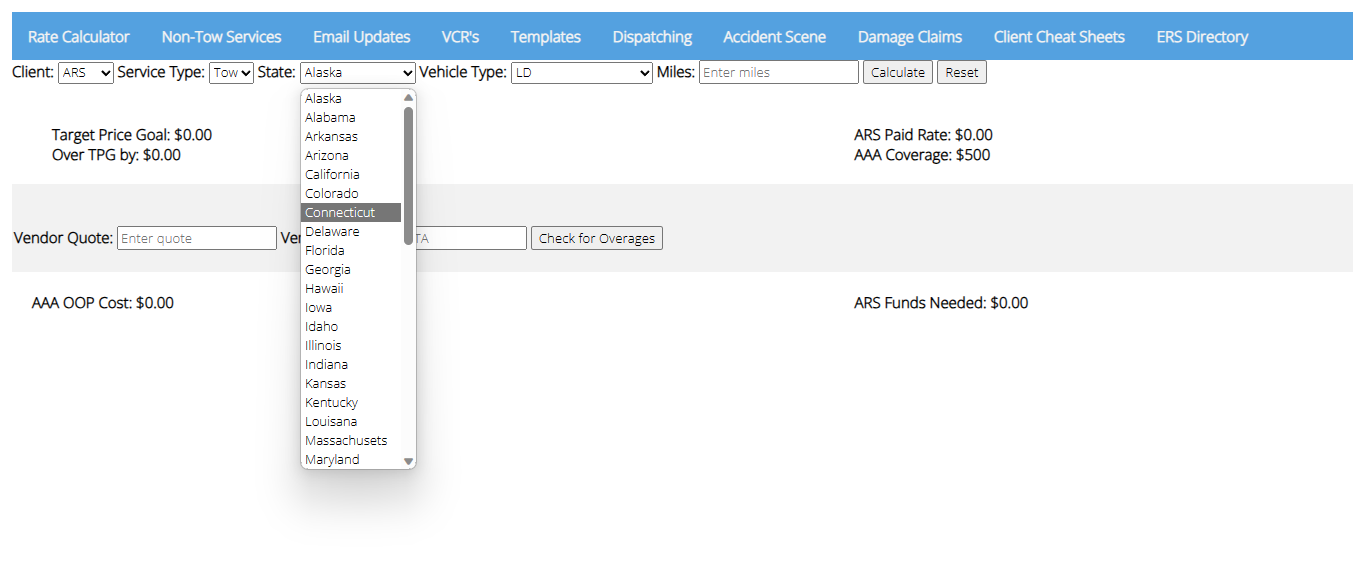 Rate Calculator Non-Tow Services Email Updates VCR's Templates Dispatching Accident Scene Damage Claims Client Cheat Sheets ERS Directory
Client: ARS Service Type: Tow State: Alaska Vehicle Type: LD Miles: Enter miles Calculate Reset
Alaska
Alabama
Arkansas
Arizona
California
Colorado
Connecticut
Delaware
Florida
Georgia
Hawaii
Iowa
Idaho
Illinois
Indiana
Kansas
Kentucky
Louisana
Massachusets
Maryland
Target Price Goal: $0.00
Over TPG by: $0.00
ARS Paid Rate: $0.00
AAA Coverage: $500
Vendor Quote: Enter quote Ve TA Check for Overages
AAA OOP Cost: $0.00
ARS Funds Needed: $0.00